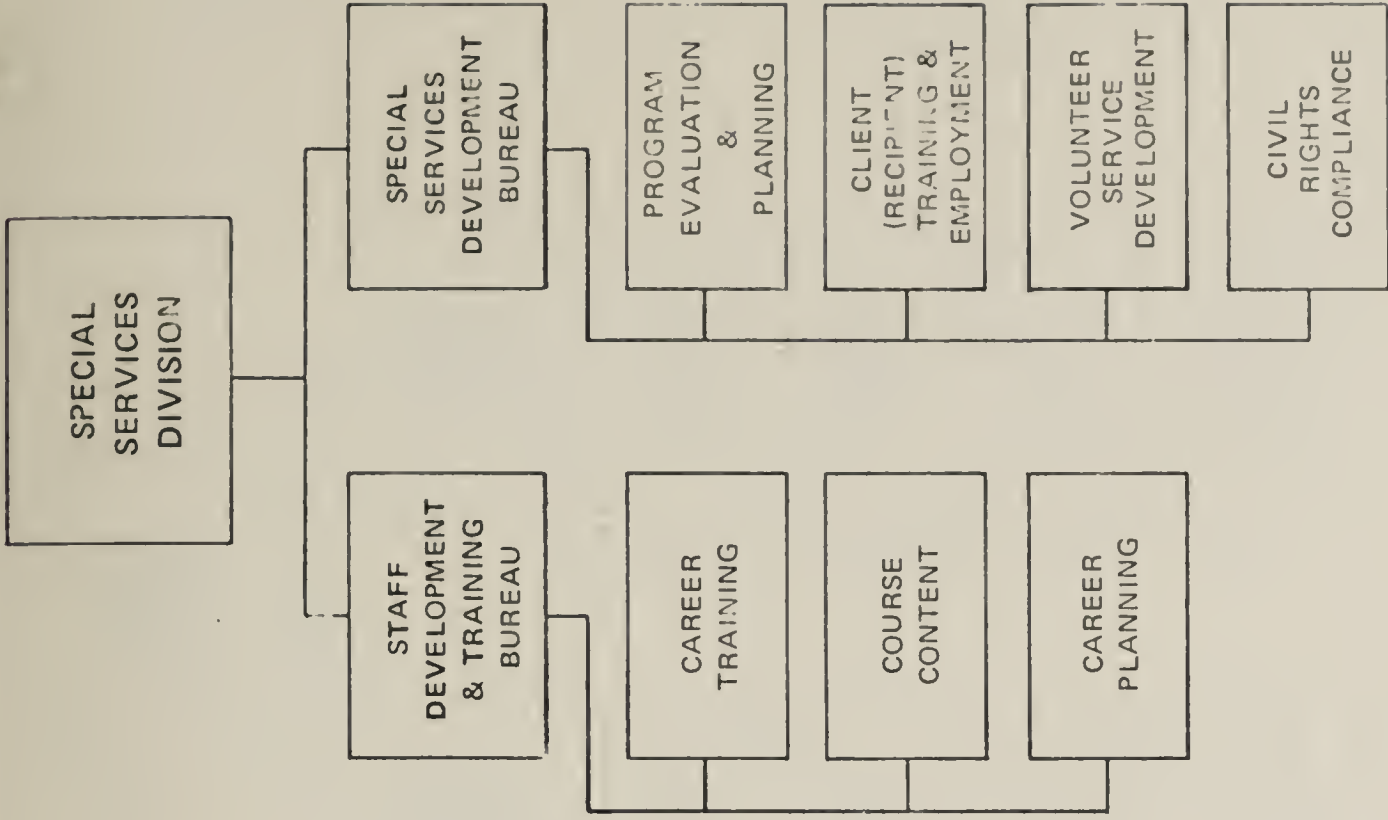 SPECIAL
SERVICES
DIVISION
STAFF
DEVELOPMENT
& TRAINING
BUREAU
CAREER
TRAINING
COURSE
CONTENT
CAREER
PLANNING
SPECIAL
SERVICES
DEVELOPMENT
BUREAU
PROGRAM
EVALUATION
&
PLANNING
CLIENT
(RECIPIENT)
TRAINING &
EMPLOYMENT
VOLUNTEER
SERVICE
DEVELOPMENT
CIVIL
RIGHTS
COMPLIANCE